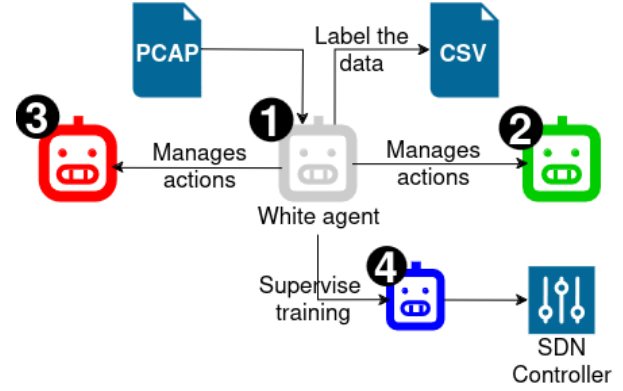 PCAP
Label the
data
CSV
3
1
2
Manages
actions
Manages
actions
White agent
4
Supervise
training
SDN
Controller